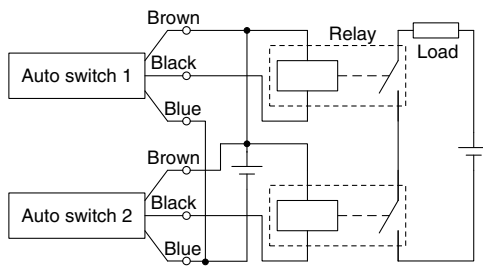 Brown
Relay
Load
Auto switch 1
Black
Blue
Brown
Auto switch 2
Black
Blue